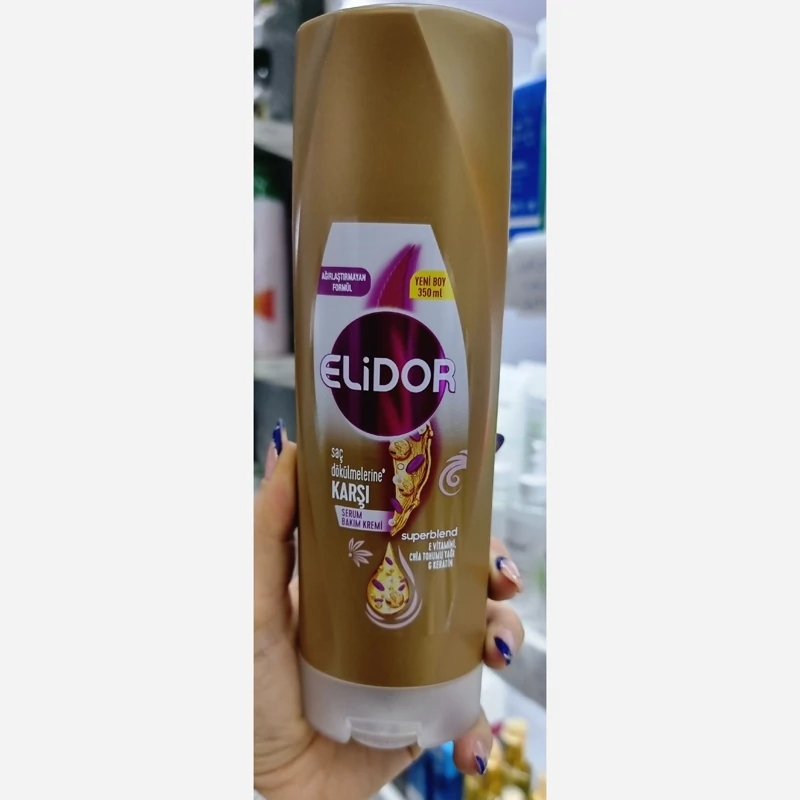 AĞIRLAŞTIRMAYAN
FORMÜL
YENİ BOY
350 ml
ELiDOR
saç
dökülmelerine*
KARŞI
SERUM
BAKIM KREMİ
superblend
E VİTAMİNİ,
CHİA TOHUMU YAĞI
& KERATİN